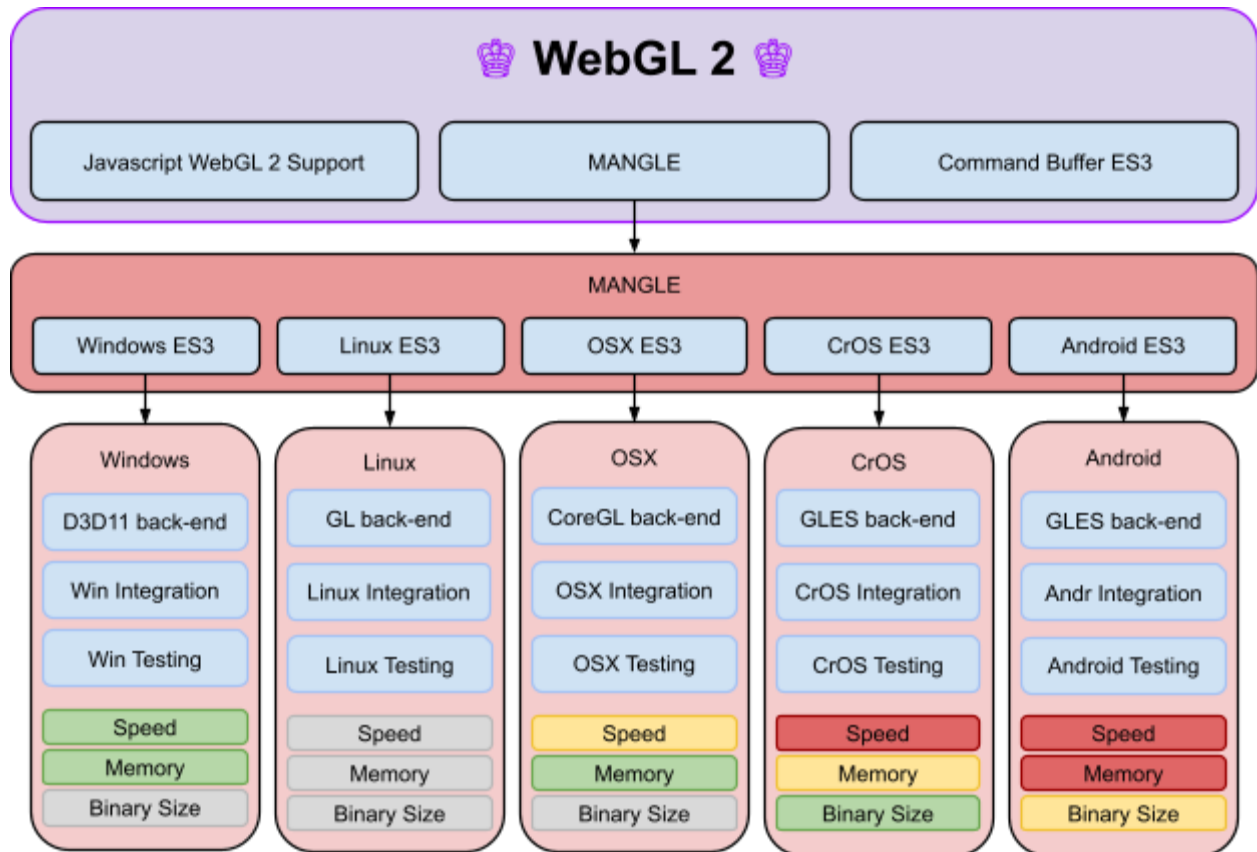 WebGL 2
Javascript WebGL 2 Support
MANGLE
Command Buffer ES3
MANGLE
Windows ES3
Linux ES3
OSX ES3
CrOS ES3
Android ES3
Windows
D3D11 back-end
Win Integration
Win Testing
Speed
Memory
Binary Size
Linux
GL back-end
Linux Integration
Linux Testing
Speed
Memory
Binary Size
OSX
CoreGL back-end
OSX Integration
OSX Testing
Speed
Memory
Binary Size
CrOS
GLES back-end
CrOS Integration
CrOS Testing
Speed
Memory
Binary Size
Android
GLES back-end
Andr Integration
Android Testing
Speed
Memory
Binary Size